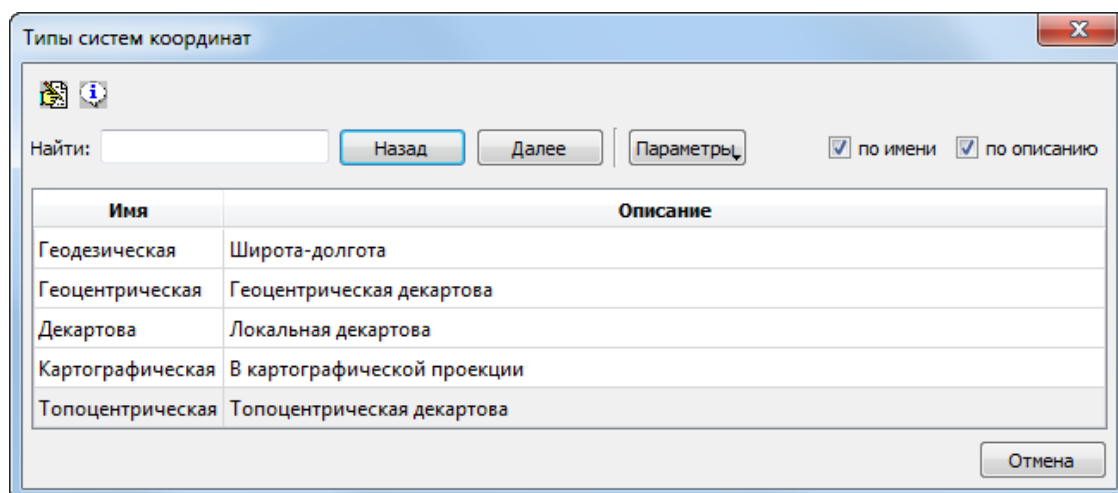 Типы систем координат
Найти: Назад Далее Параметры по имени по описанию
Имя Описание
Геодезическая Широта-долгота
Геоцентрическая Геоцентрическая декартова
Декартова Локальная декартова
Картографическая В картографической проекции
Топоцентрическая Топоцентрическая декартова
Отмена